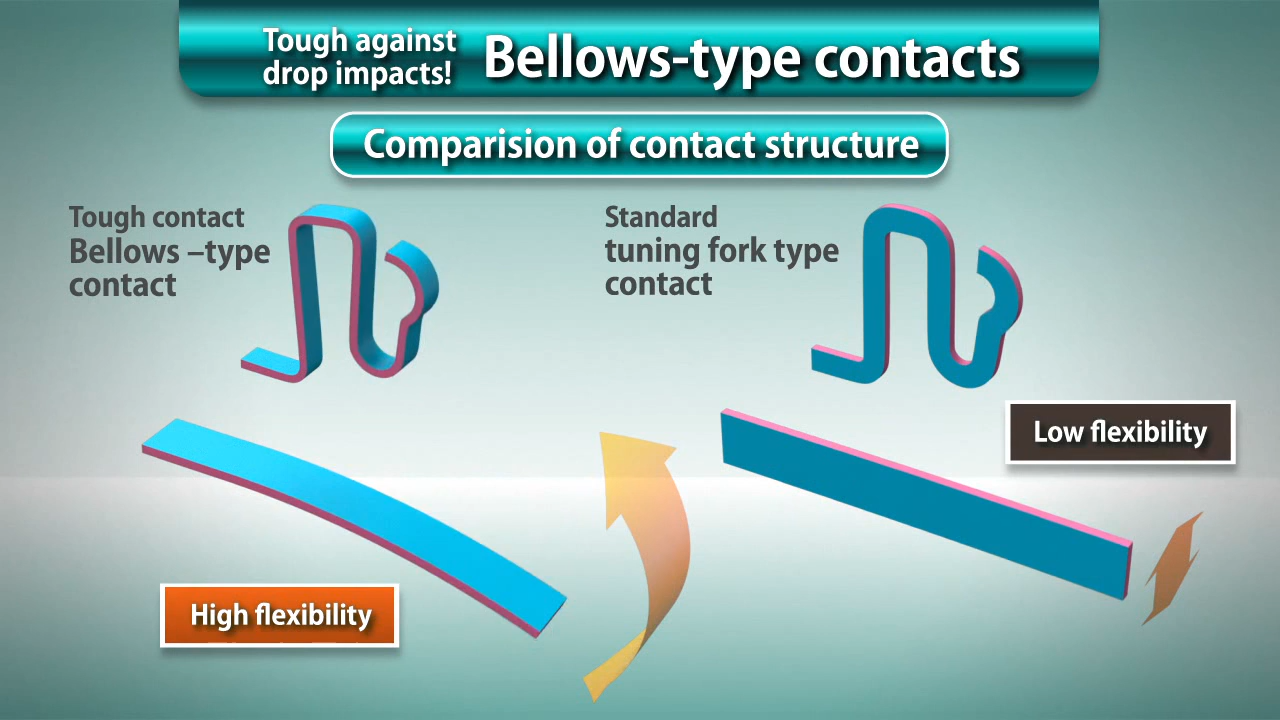 Tough against
drop impacts!
Bellows-type contacts
Comparision of contact structure
Tough contact
Bellows –type
contact
Standard
tuning fork type
contact
Low flexibility
High flexibility